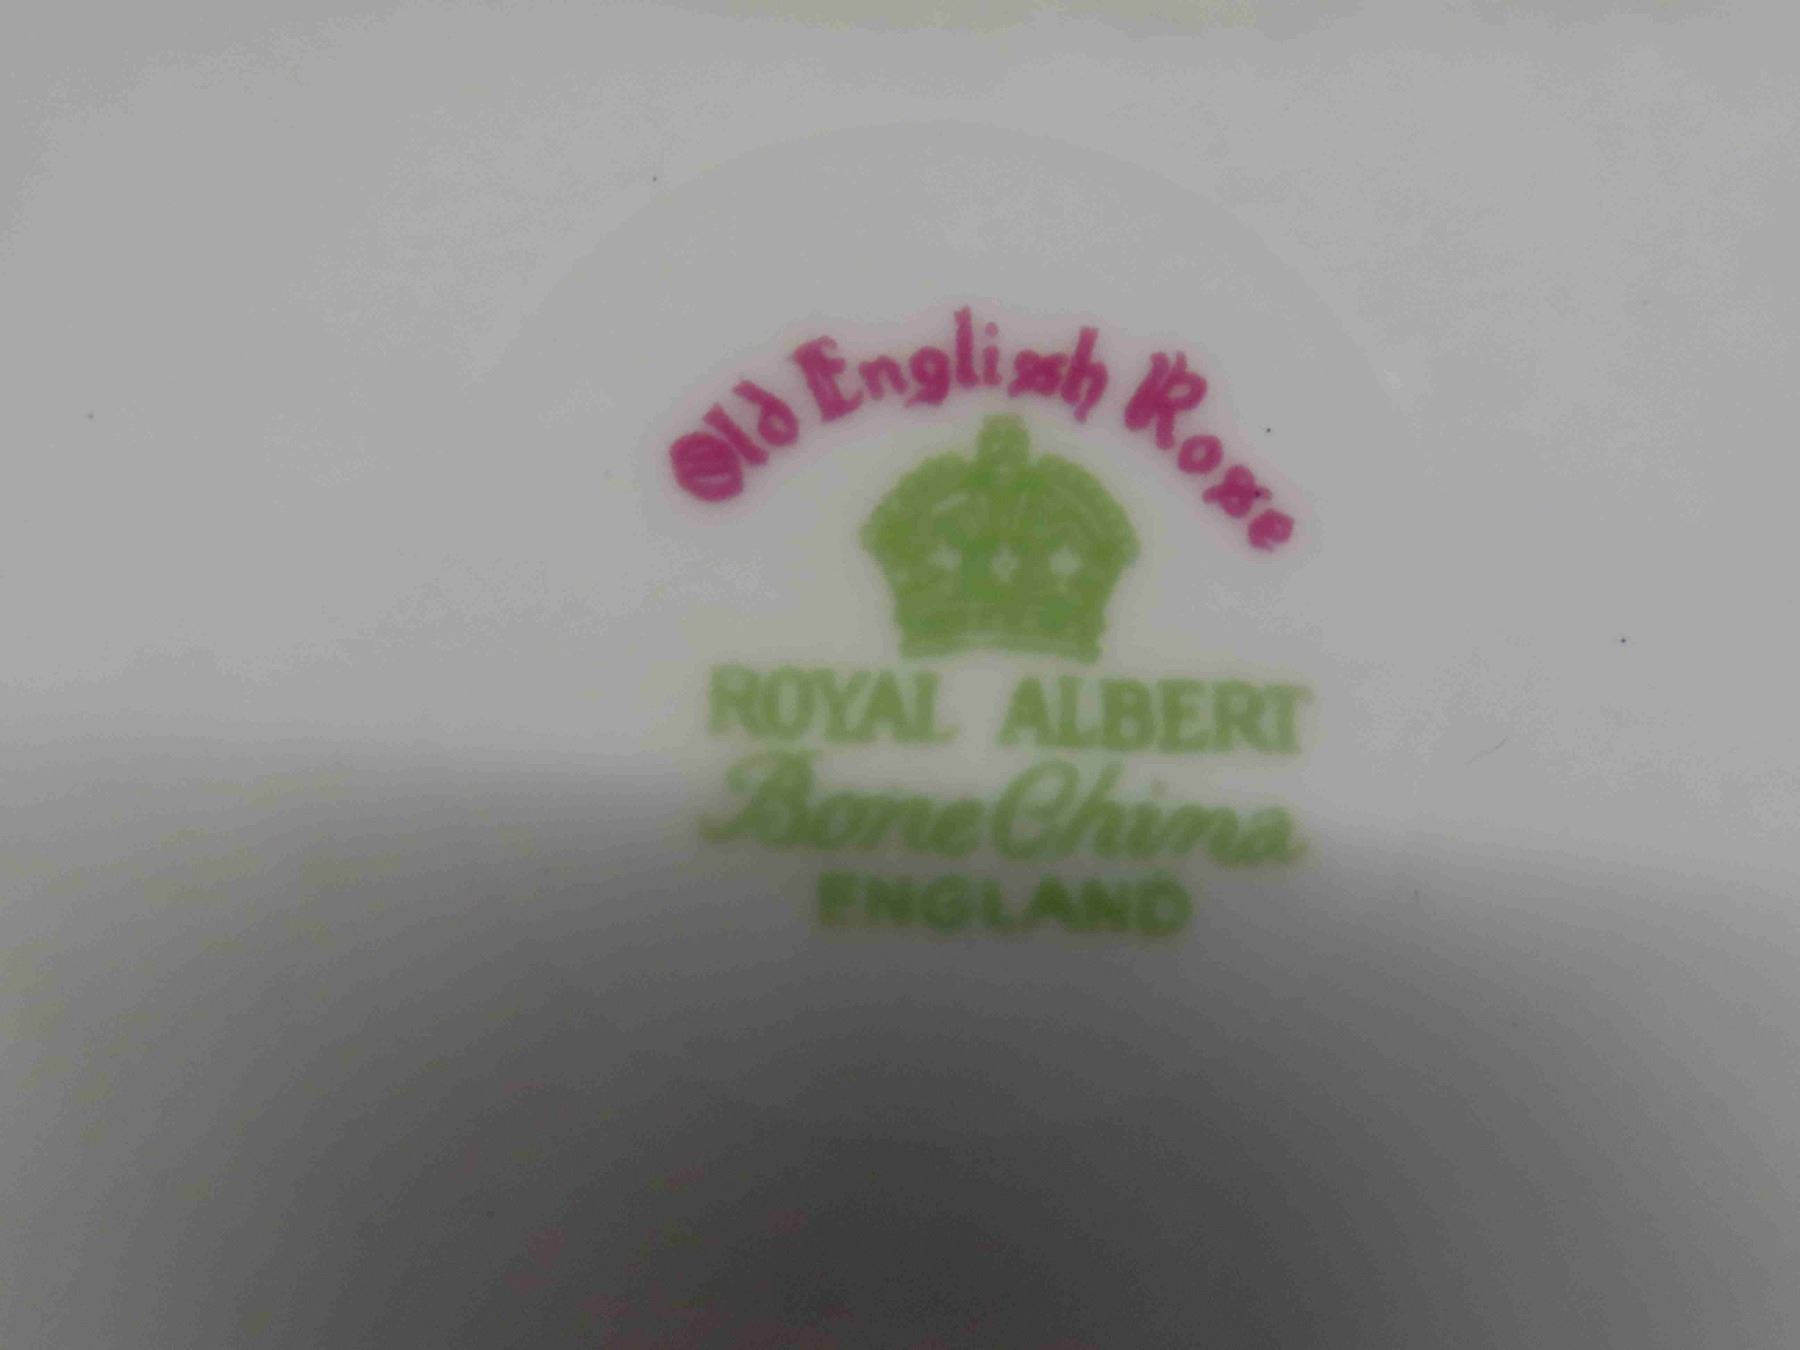 Old English Rose
ROYAL ALBERT
Bone China
ENGLAND